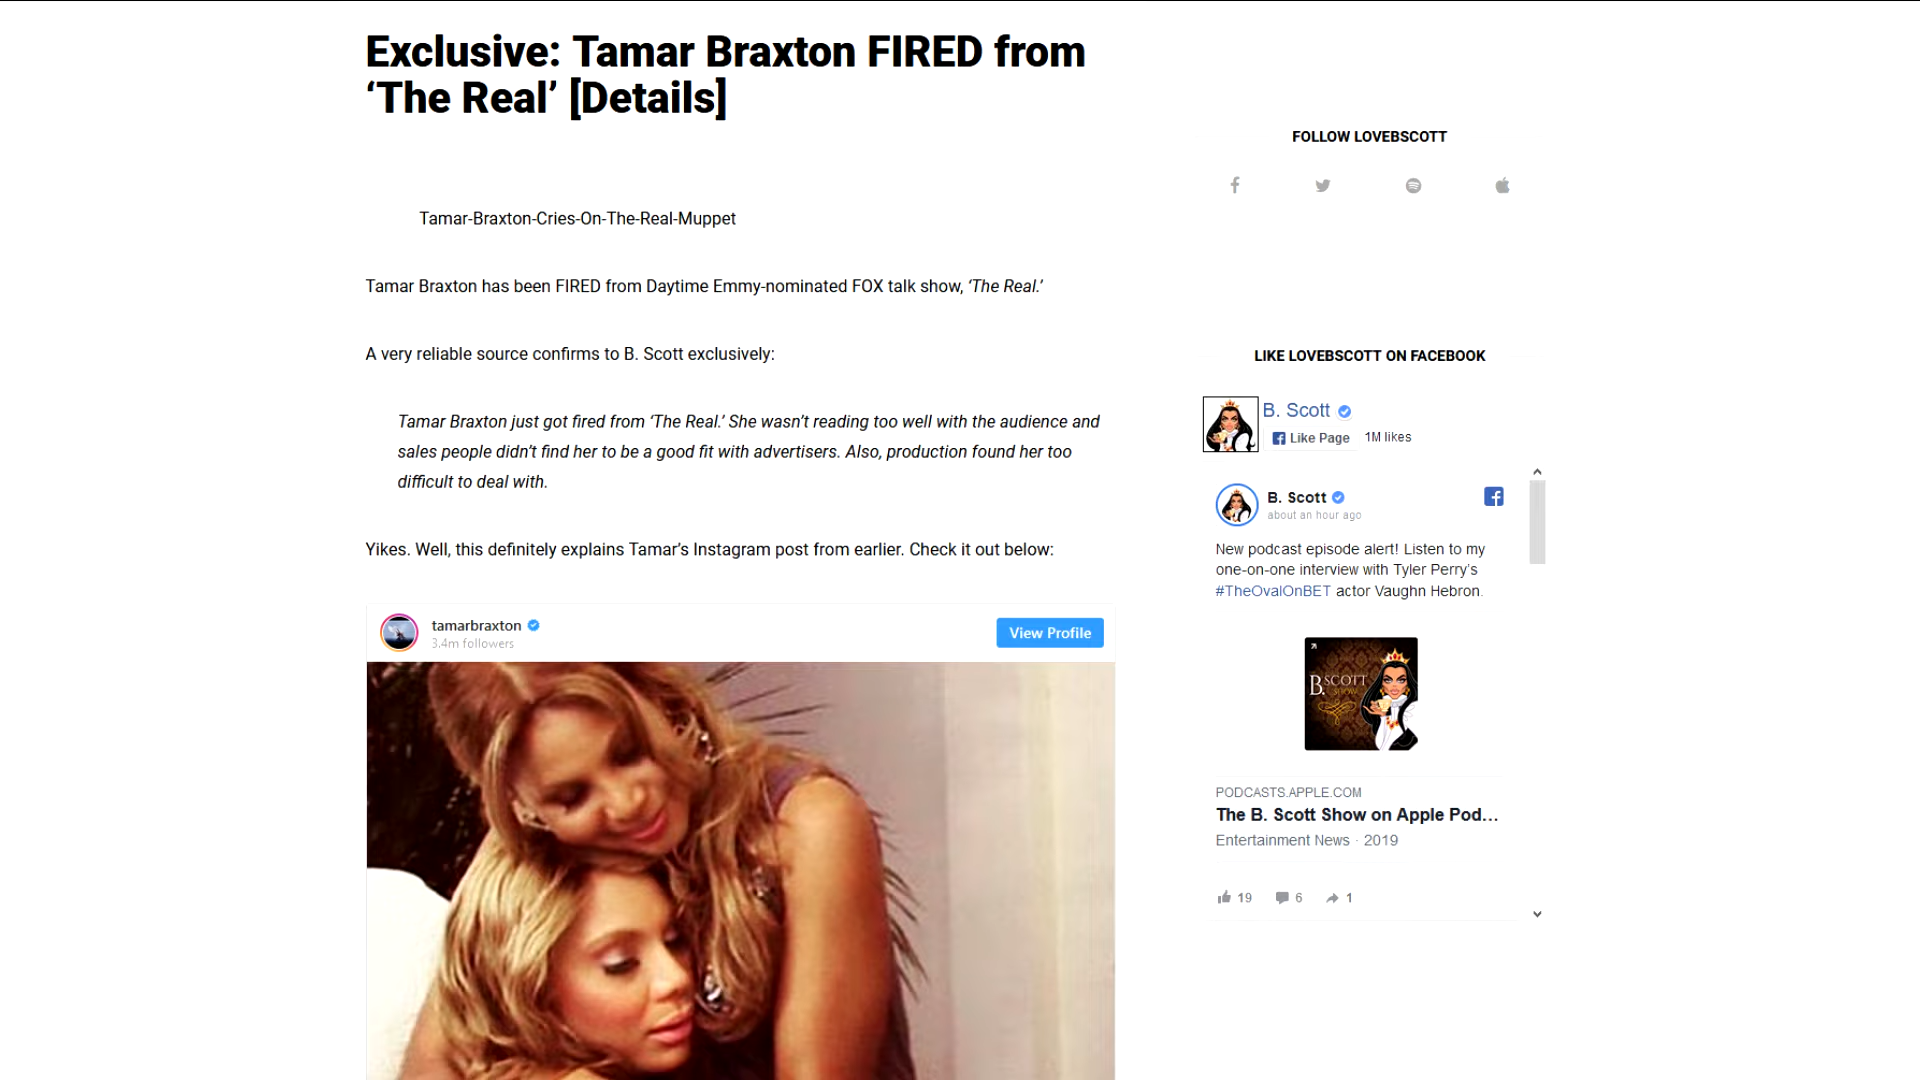 Exclusive: Tamar Braxton FIRED from
‘The Real’ [Details]
Tamar-Braxton-Cries-On-The-Real-Muppet
Tamar Braxton has been FIRED from Daytime Emmy-nominated FOX talk show, ‘The Real.’
A very reliable source confirms to B. Scott exclusively:
Tamar Braxton just got fired from ‘The Real.’ She wasn’t reading too well with the audience and
sales people didn’t find her to be a good fit with advertisers. Also, production found her too
difficult to deal with.
Yikes. Well, this definitely explains Tamar’s Instagram post from earlier. Check it out below:
tamarbraxton
3.4m followers
View Profile
FOLLOW LOVEBSCOTT
LIKE LOVEBSCOTT ON FACEBOOK
B. Scott
Like Page
1M likes
B. Scott
about an hour ago
New podcast episode alert! Listen to my
one-on-one interview with Tyler Perry’s
#TheOvalOnBET actor Vaughn Hebron.
B.SCOTT
SHOW
PODCASTS.APPLE.COM
The B. Scott Show on Apple Pod...
Entertainment News · 2019
19 6 1